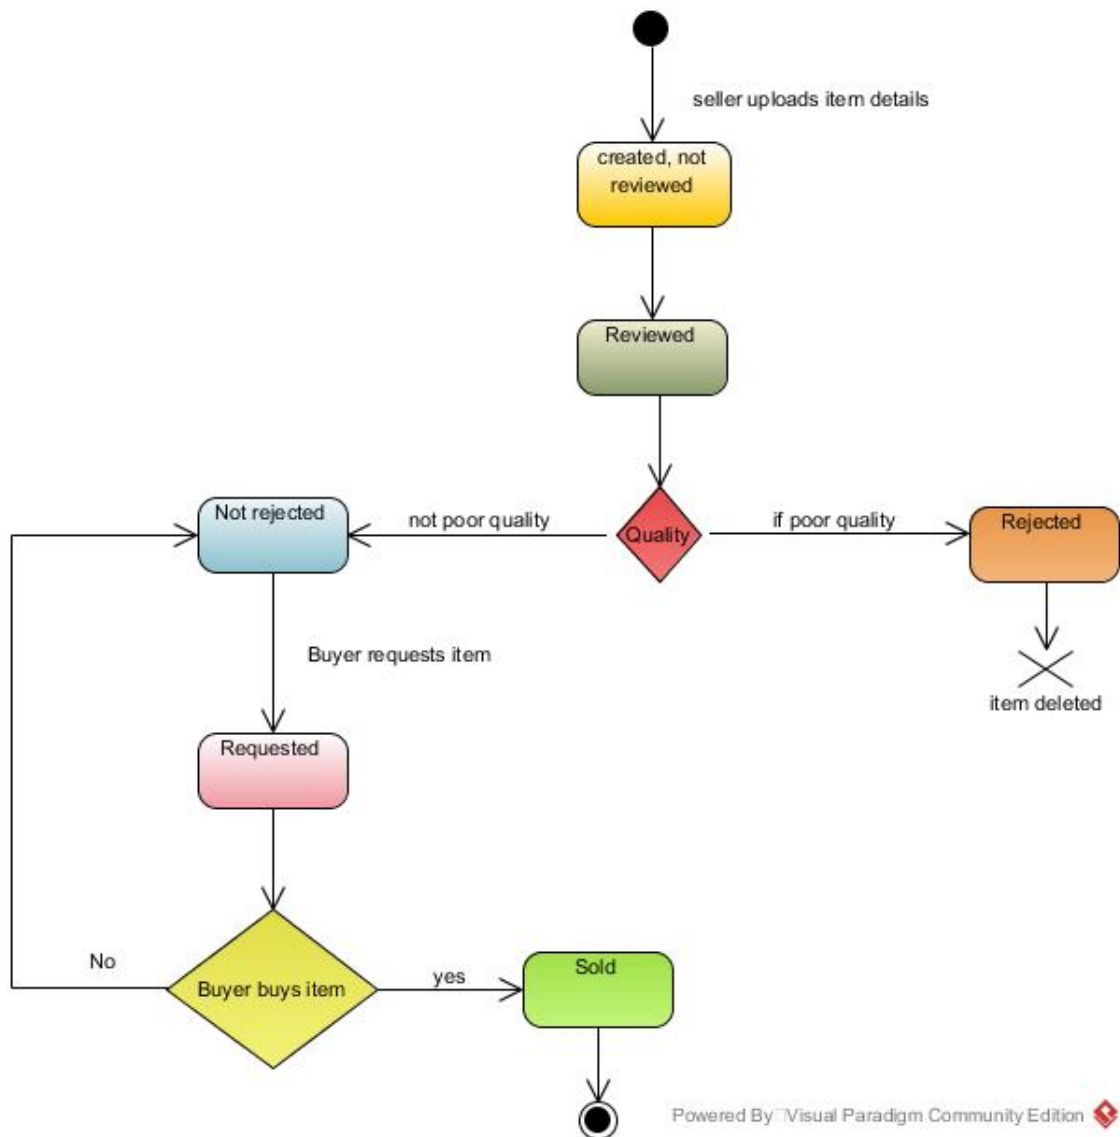 seller uploads item details
created, not
reviewed
Reviewed
Not rejected
not poor quality
Quality
if poor quality
Rejected
Buyer requests item
item deleted
Requested
No
Buyer buys item
yes
Sold
Powered By Visual Paradigm Community Edition